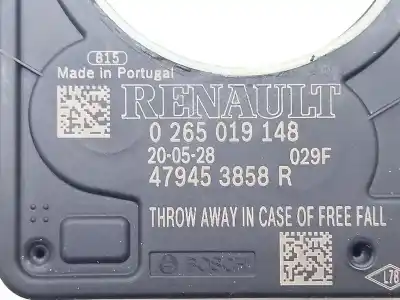 815
Made in Portugal
RENAULT
0 265 019 148
20-05-28 029F
47945 3858 R
THROW AWAY IN CASE OF FREE FALL
BOSCH
L78